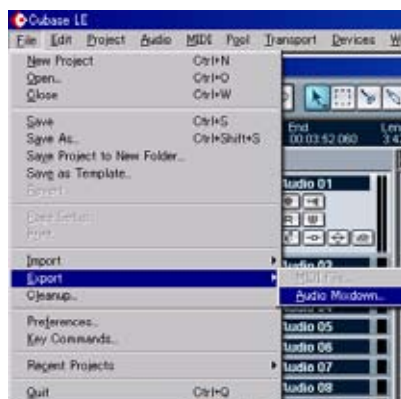 Cubase LE
File Edit Project Audio MIDI Pool Transport Devices
New Project Ctrl+N
Open... Ctrl+O
Close Ctrl+W
Save Ctrl+S
Save As... Ctrl+Shift+S
Save Project to New Folder...
Save as Template...
Revert
Page Setup...
Print...
Import
Export
Cleanup...
Preferences...
Key Commands...
Recent Projects
Quit Ctrl+Q
MIDI File...
Audio Mixdown...
End
00:03:52.060
Audio 01
R W
Audio 02
Audio 04
Audio 05
Audio 06
Audio 07
Audio 08